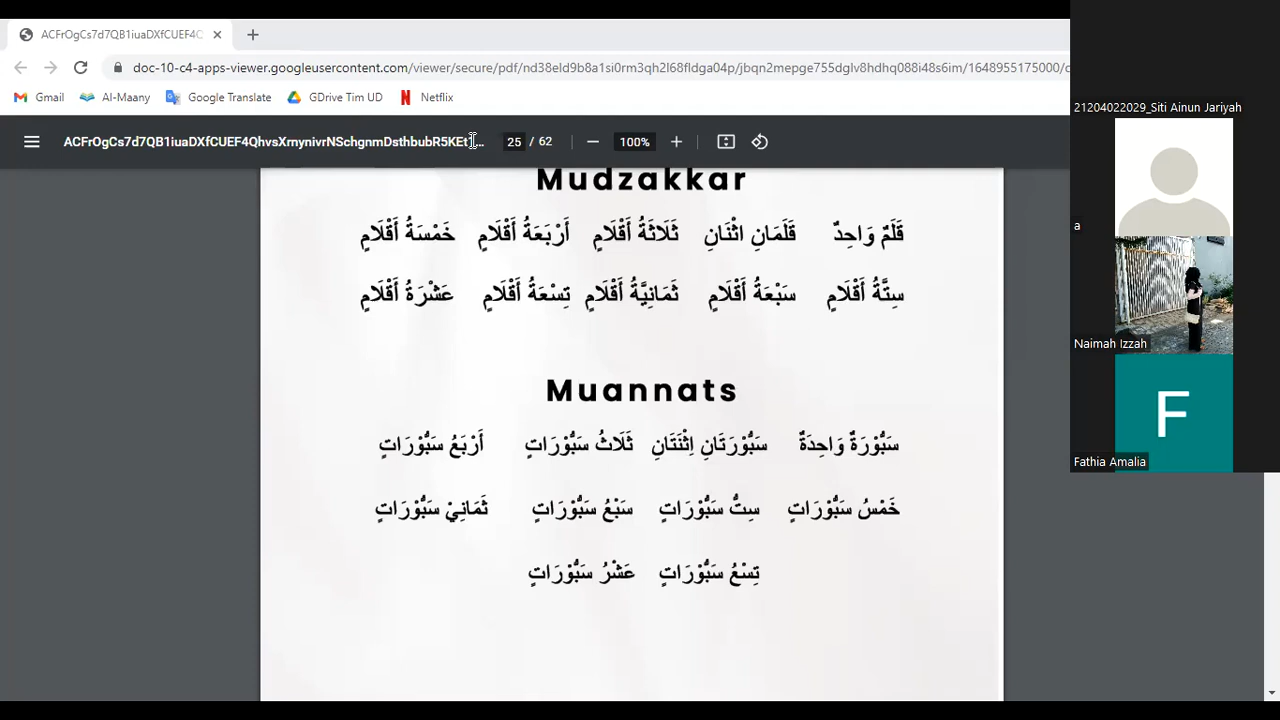 ACFrOgCs7d7QB1iuaDXfCUEF4C
doc-10-c4-apps-viewer.googleusercontent.com/viewer/secure/pdf/nd38eld9b8a1si0rm3qh2l68fldga04p/jbqn2mepge755dglv8hdhq088i48s6im/1648955175000/c
Gmail Al-Maany Google Translate GDrive Tim UD Netflix
ACFrOgCs7d7QB1iuaDXfCUEF4QhvsXrnynivrNSchgnmDsthbubR5KEt... 25 / 62 100%
Mudzakkar
قَلَمٌ وَاحِدٌ قَلَمَانِ اثْنَانِ ثَلَاثَةُ أَقْلَامٍ أَرْبَعَةُ أَقْلَامٍ خَمْسَةُ أَقْلَامٍ
سِتَّةُ أَقْلَامٍ سَبْعَةُ أَقْلَامٍ ثَمَانِيَّةُ أَقْلَامٍ تِسْعَةُ أَقْلَامٍ عَشْرَةُ أَقْلَامٍ
Muannats
سَبُّوْرَةٌ وَاحِدَةٌ سَبُّوْرَتَانِ اِثْنَتَانِ ثَلَاثُ سَبُّوْرَاتٍ أَرْبَعُ سَبُّوْرَاتٍ
خَمْسُ سَبُّوْرَاتٍ سِتُّ سَبُّوْرَاتٍ سَبْعُ سَبُّوْرَاتٍ ثَمَانِيْ سَبُّوْرَاتٍ
تِسْعُ سَبُّوْرَاتٍ عَشْرُ سَبُّوْرَاتٍ
21204022029_Siti Ainun Jariyah
a
Naimah Izzah
F
Fathia Amalia